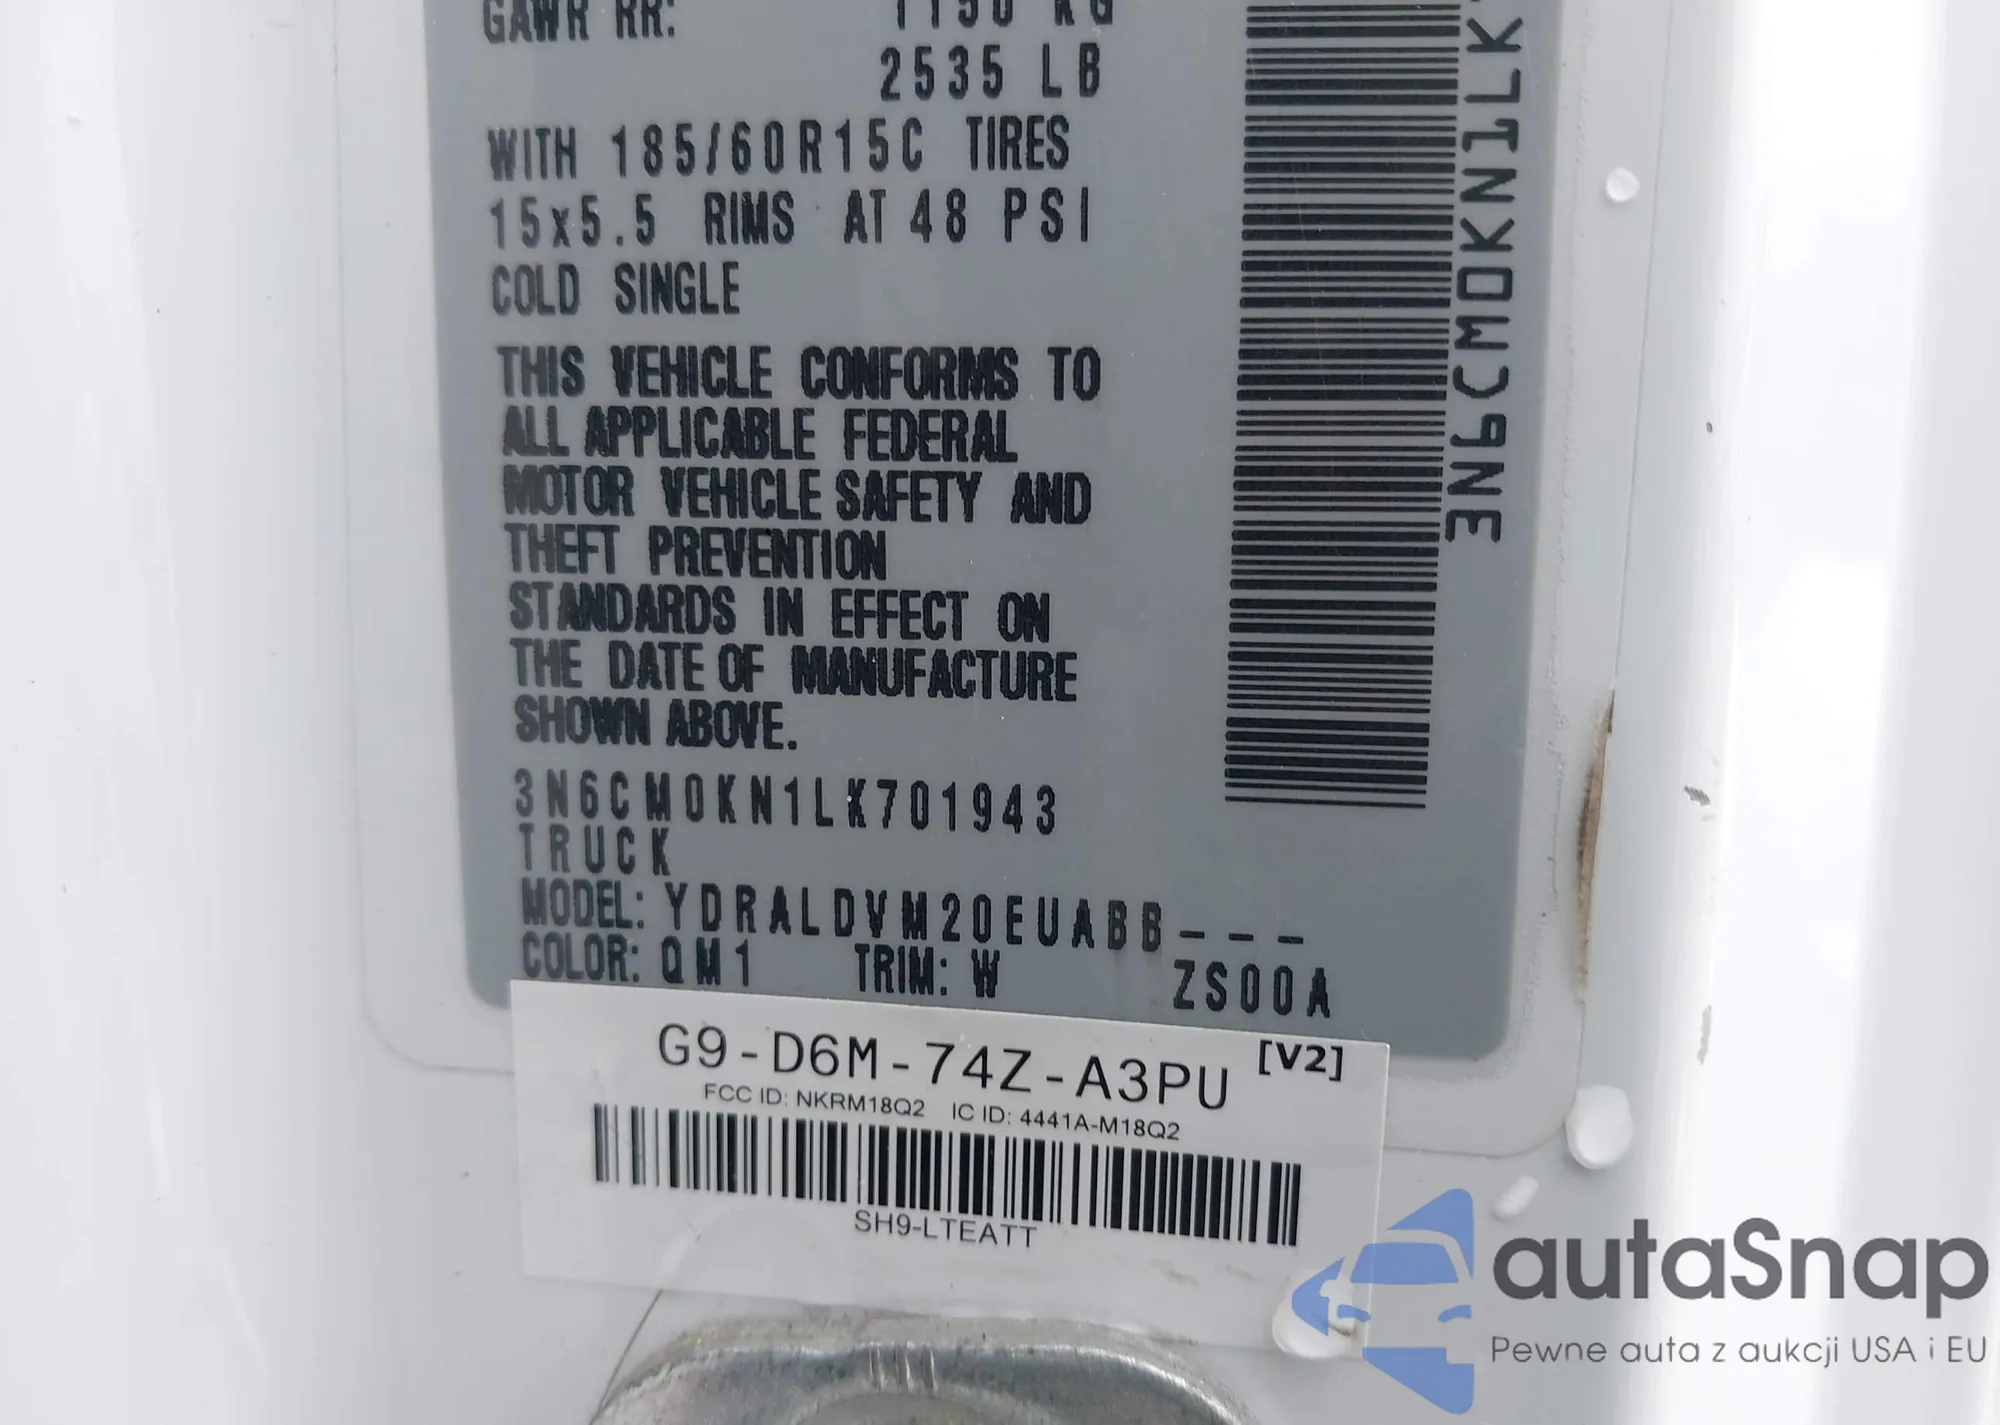 GAWR RR: 1150 KG
2535 LB
WITH 185/60R15C TIRES
15x5.5 RIMS AT 48 PSI
COLD SINGLE
THIS VEHICLE CONFORMS TO
ALL APPLICABLE FEDERAL
MOTOR VEHICLE SAFETY AND
THEFT PREVENTION
STANDARDS IN EFFECT ON
THE DATE OF MANUFACTURE
SHOWN ABOVE.
3N6CM0KN1LK701943
TRUCK
MODEL: YDRALDVM20EUABB---
COLOR: QM1 TRIM: W ZS00A
3N6CM0KN1LK
G9-D6M-74Z-A3PU [V2]
FCC ID: NKRM18Q2 IC ID: 4441A-M18Q2
SH9-LTEATT
autaSnap
Pewne auta z aukcji USA i EU